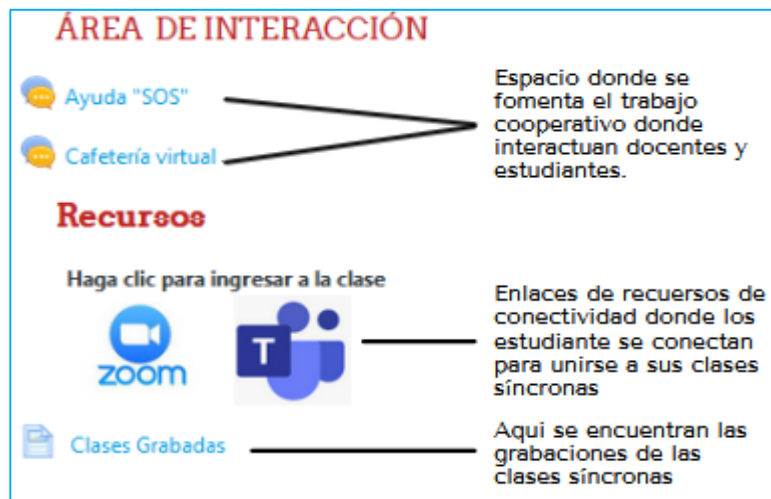 ÁREA DE INTERACCIÓN
Ayuda "SOS"
Cafetería virtual
Espacio donde se
fomenta el trabajo
cooperativo donde
interactuan docentes y
estudiantes.
Recursos
Haga clic para ingresar a la clase
zoom
T
Enlaces de recuersos de
conectividad donde los
estudiante se conectan
para unirse a sus clases
síncronas
Clases Grabadas
Aqui se encuentran las
grabaciones de las
clases síncronas